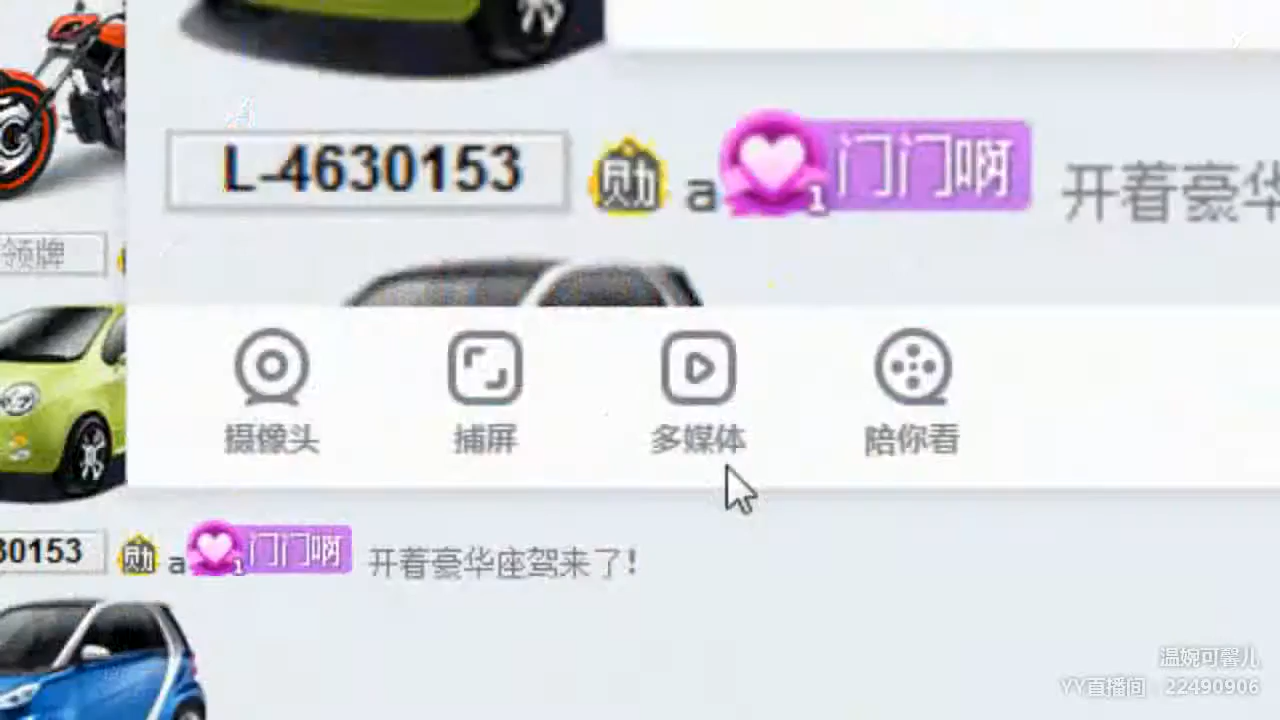 L-4630153 勋 a 1 门门啊 开着豪华
领牌
摄像头 捕屏 多媒体 陪你看
30153 勋 a 1 门门啊 开着豪华座驾来了!
温婉可馨儿
YY直播间:22490906